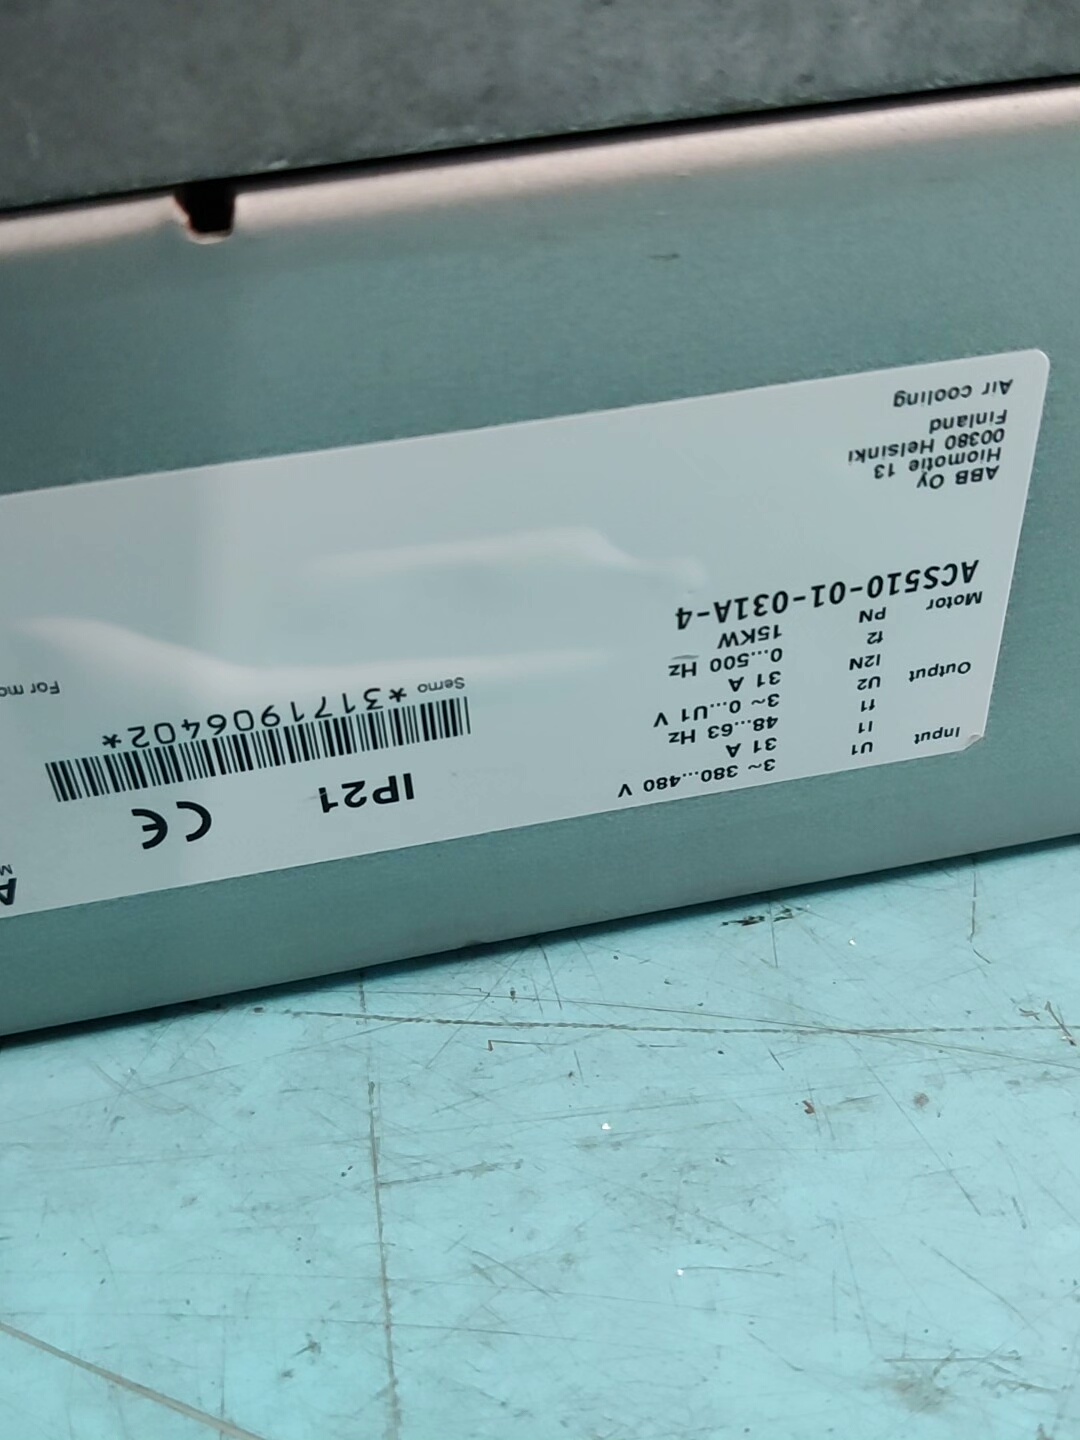 Air cooling
Finland
00380 Helsinki
Hiomotie 13
ABB Oy
ACS510-01-031A-4
Motor PN 15KW
f2 0...500 Hz
I2N 31 A
Output U2 3~ 0...U1 V
f1 48...63 Hz
I1 31 A
Input U1 3~ 380...480 V
For
Serno *3171906402*
IP21
CE